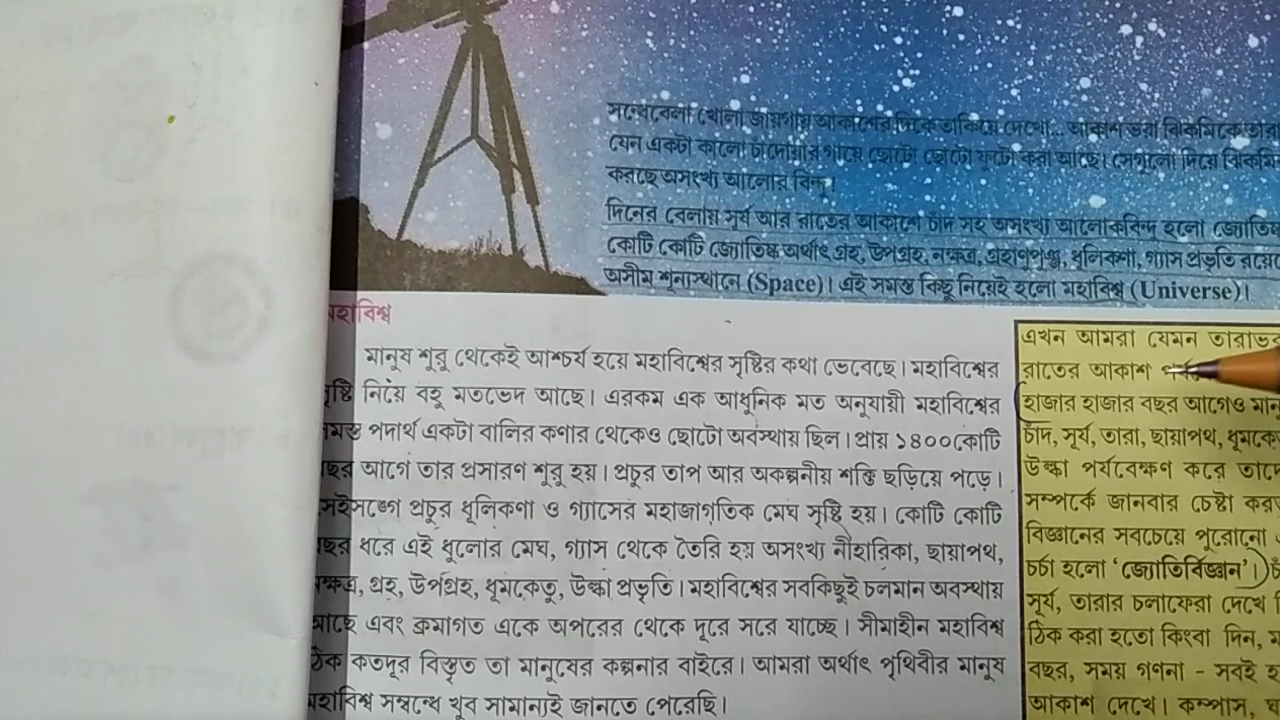 সন্ধেবেলা খোলা জায়গায় আকাশের দিকে তাকিয়ে দেখো... আকাশ ভরা ঝিকমিকে তার
যেন একটা কালো চাঁদোয়ার গায়ে ছোটো ছোটো ফুটো করা আছে। সেগুলো দিয়ে ঝিকমি
করছে অসংখ্য আলোর বিন্দু।
দিনের বেলায় সূর্য আর রাতের আকাশে চাঁদ সহ অসংখ্য আলোকবিন্দু হলো জ্যোতিষ্ক
কোটি কোটি জ্যোতিষ্ক অর্থাৎ গ্রহ, উপগ্রহ, নক্ষত্র, গ্রহাণুপুঞ্জ, ধূলিকণা, গ্যাস প্রভৃতি রয়েছে
অসীম শূন্যস্থানে (Space)। এই সমস্ত কিছু নিয়েই হলো মহাবিশ্ব (Universe)।
মহাবিশ্ব
মানুষ শুরু থেকেই আশ্চর্য হয়ে মহাবিশ্বের সৃষ্টির কথা ভেবেছে। মহাবিশ্বের
সৃষ্টি নিয়ে বহু মতভেদ আছে। এরকম এক আধুনিক মত অনুযায়ী মহাবিশ্বের
সমস্ত পদার্থ একটা বালির কণার থেকেও ছোটো অবস্থায় ছিল। প্রায় ১৪০০কোটি
বছর আগে তার প্রসারণ শুরু হয়। প্রচুর তাপ আর অকল্পনীয় শক্তি ছড়িয়ে পড়ে।
সেইসঙ্গে প্রচুর ধূলিকণা ও গ্যাসের মহাজাগতিক মেঘ সৃষ্টি হয়। কোটি কোটি
বছর ধরে এই ধুলোর মেঘ, গ্যাস থেকে তৈরি হয় অসংখ্য নীহারিকা, ছায়াপথ,
নক্ষত্র, গ্রহ, উপগ্রহ, ধূমকেতু, উল্কা প্রভৃতি। মহাবিশ্বের সবকিছুই চলমান অবস্থায়
আছে এবং ক্রমাগত একে অপরের থেকে দূরে সরে যাচ্ছে। সীমাহীন মহাবিশ্ব
ঠিক কতদূর বিস্তৃত তা মানুষের কল্পনার বাইরে। আমরা অর্থাৎ পৃথিবীর মানুষ
মহাবিশ্ব সম্বন্ধে খুব সামান্যই জানতে পেরেছি।
এখন আমরা যেমন তারাভর
রাতের আকাশ
হাজার হাজার বছর আগেও মান
চাঁদ, সূর্য, তারা, ছায়াপথ, ধূমকে
উল্কা পর্যবেক্ষণ করে তাদে
সম্পর্কে জানবার চেষ্টা কর
বিজ্ঞানের সবচেয়ে পুরোনো
চর্চা হলো ‘জ্যোতির্বিজ্ঞান’।
সূর্য, তারার চলাফেরা দেখে
ঠিক করা হতো কিংবা দিন, ম
বছর, সময় গণনা - সবই হ
আকাশ দেখে। কম্পাস, ঘ